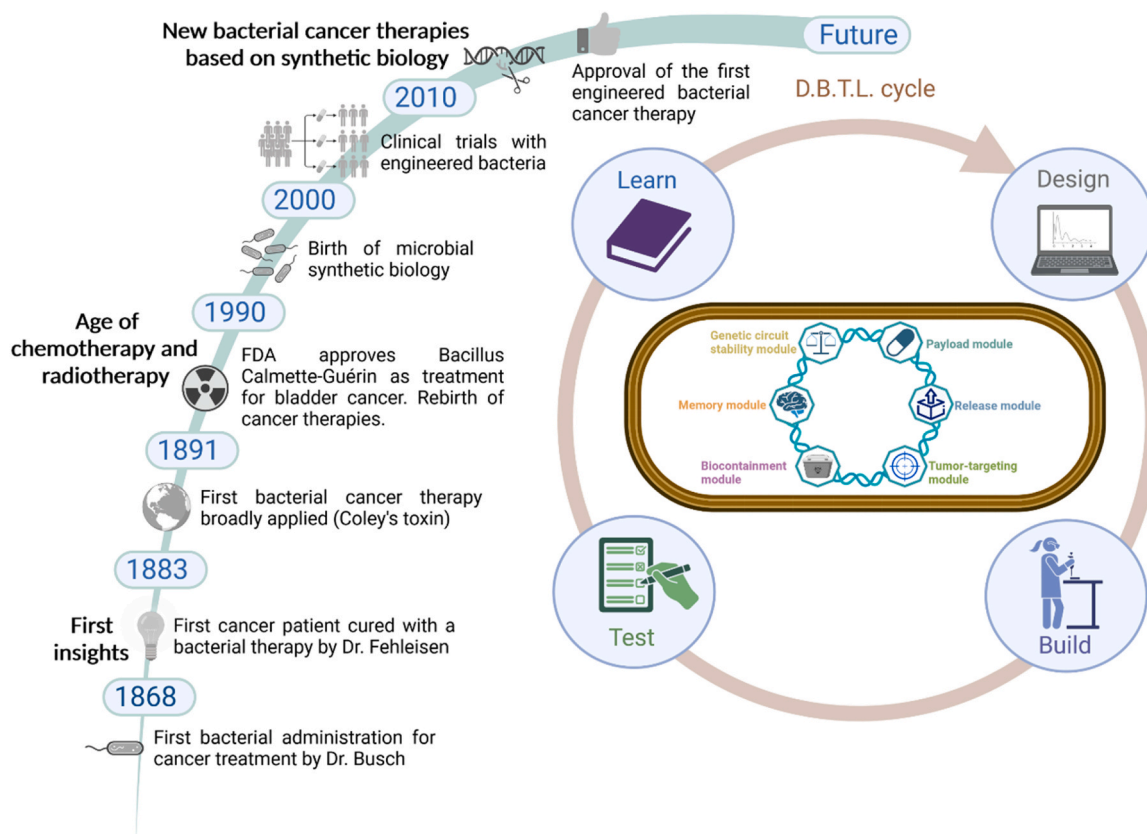 New bacterial cancer therapies
based on synthetic biology
Future
Approval of the first
engineered bacterial
cancer therapy
2010
Clinical trials with
engineered bacteria
2000
Birth of microbial
synthetic biology
1990
Age of
chemotherapy and
radiotherapy
FDA approves Bacillus
Calmette-Guérin as treatment
for bladder cancer. Rebirth of
cancer therapies.
1891
First bacterial cancer therapy
broadly applied (Coley's toxin)
1883
First
insights
First cancer patient cured with a
bacterial therapy by Dr. Fehleisen
1868
First bacterial administration for
cancer treatment by Dr. Busch
D.B.T.L. cycle
Learn
Design
Genetic circuit
stability module
Payload module
Memory module
Release module
Biocontainment
module
Tumor-targeting
module
Test
Build